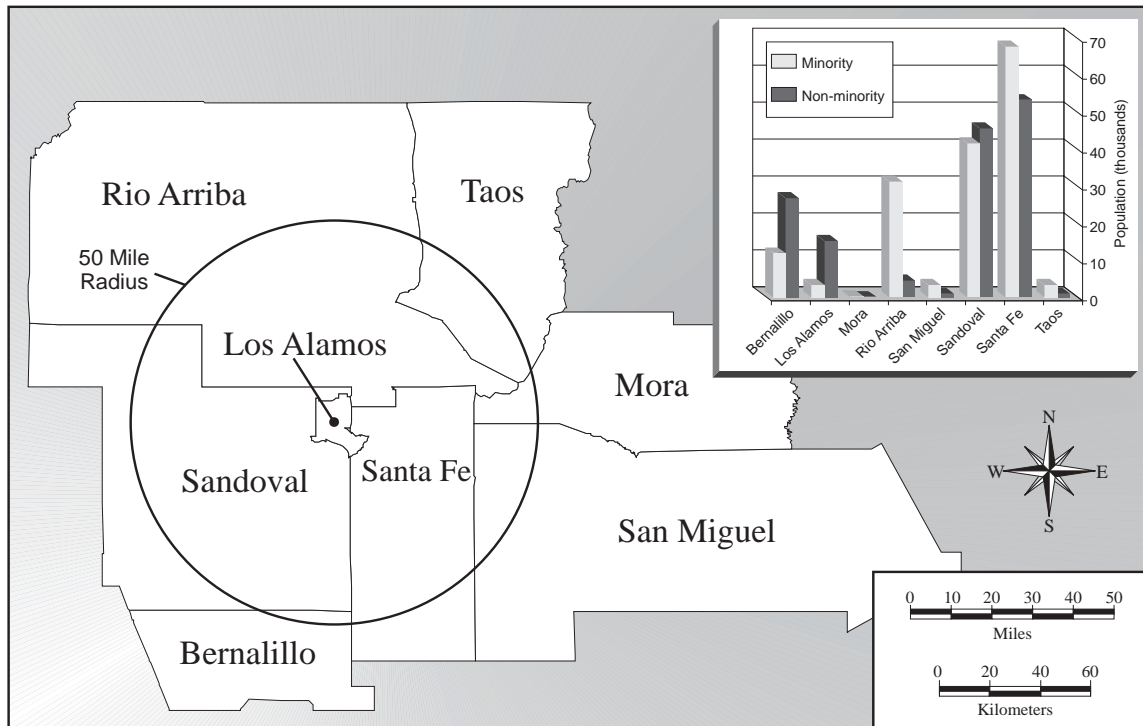 Rio Arriba
Taos
50 Mile
Radius
Los Alamos
Mora
Sandoval
Santa Fe
San Miguel
Bernalillo
Minority
Non-minority
70
60
50
40
30
20
10
0
Population (thousands)
Bernalillo
Los Alamos
Mora
Rio Arriba
San Miguel
Sandoval
Santa Fe
Taos
N
W E
S
0 10 20 30 40 50
Miles
0 20 40 60
Kilometers